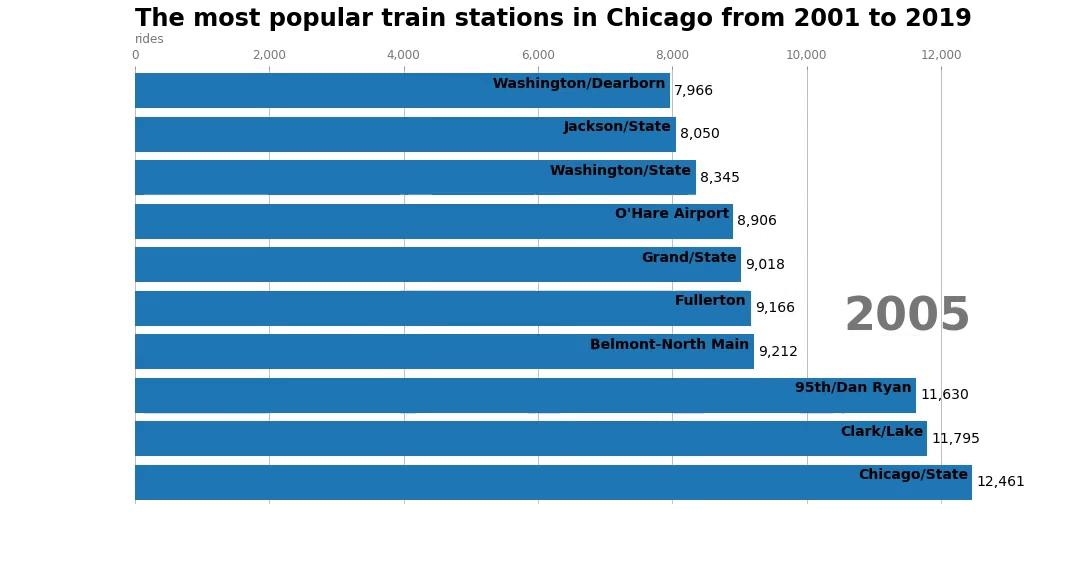 The most popular train stations in Chicago from 2001 to 2019
rides
0 2,000 4,000 6,000 8,000 10,000 12,000
Washington/Dearborn 7,966
Jackson/State 8,050
Washington/State 8,345
O'Hare Airport 8,906
Grand/State 9,018
Fullerton 9,166
2005
Belmont-North Main 9,212
95th/Dan Ryan 11,630
Clark/Lake 11,795
Chicago/State 12,461